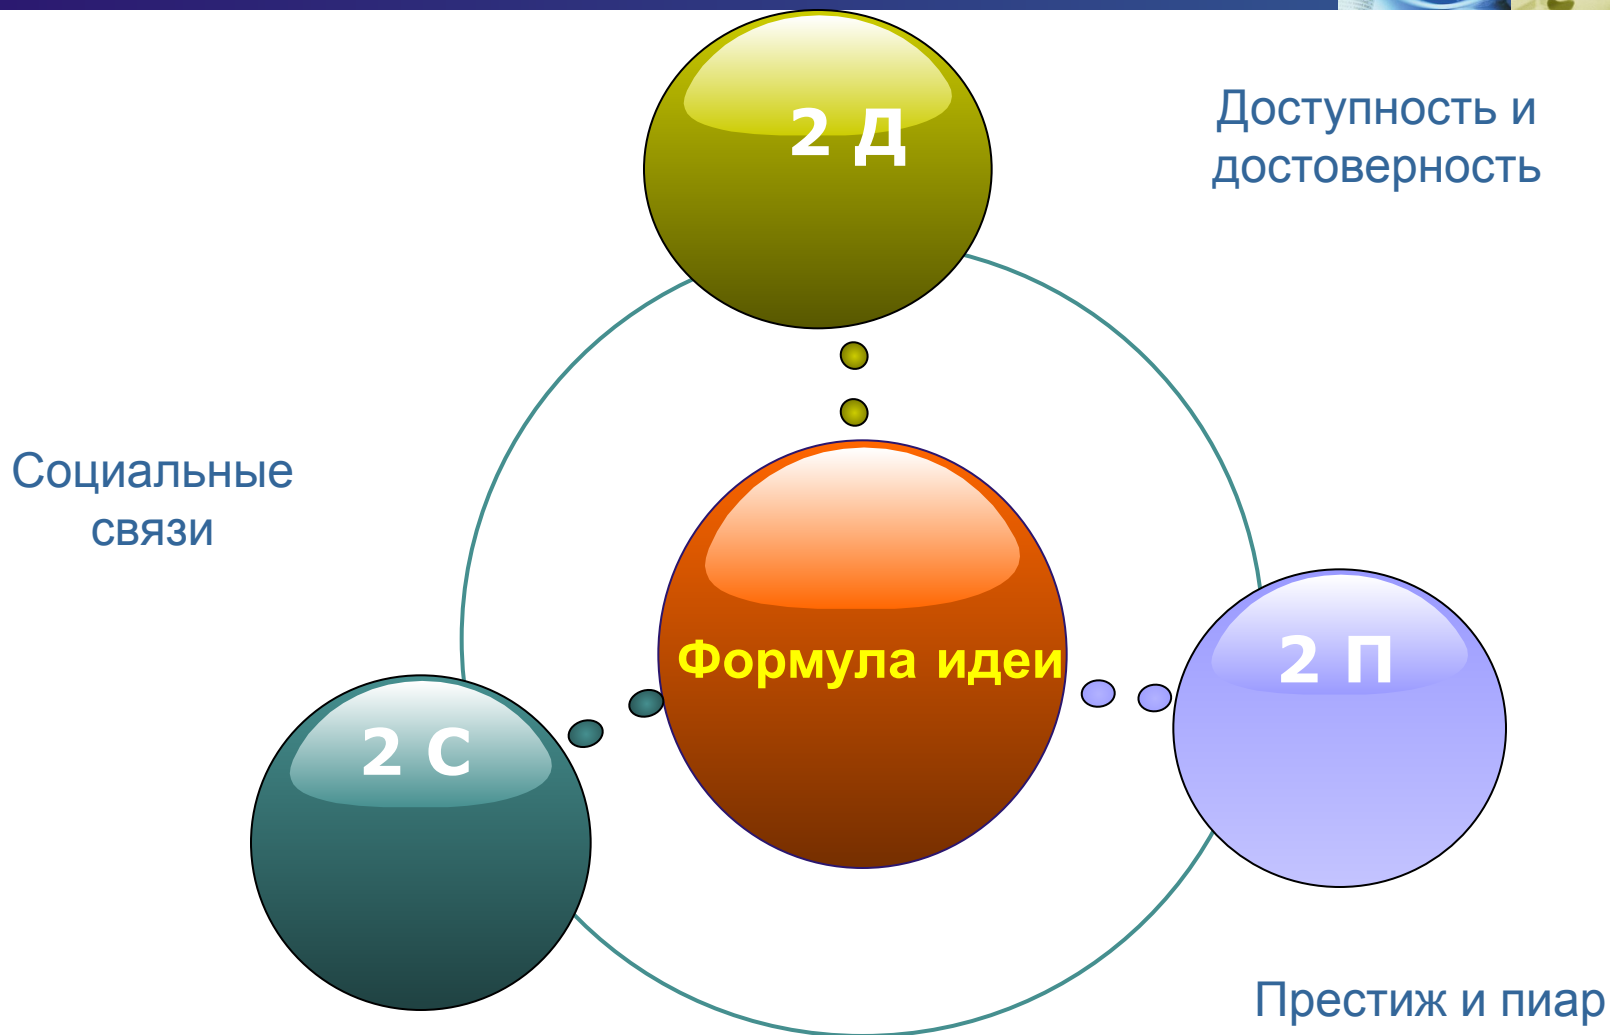 2 Д
Доступность и
достоверность
Социальные
связи
Формула идеи
2 П
2 С
Престиж и пиар